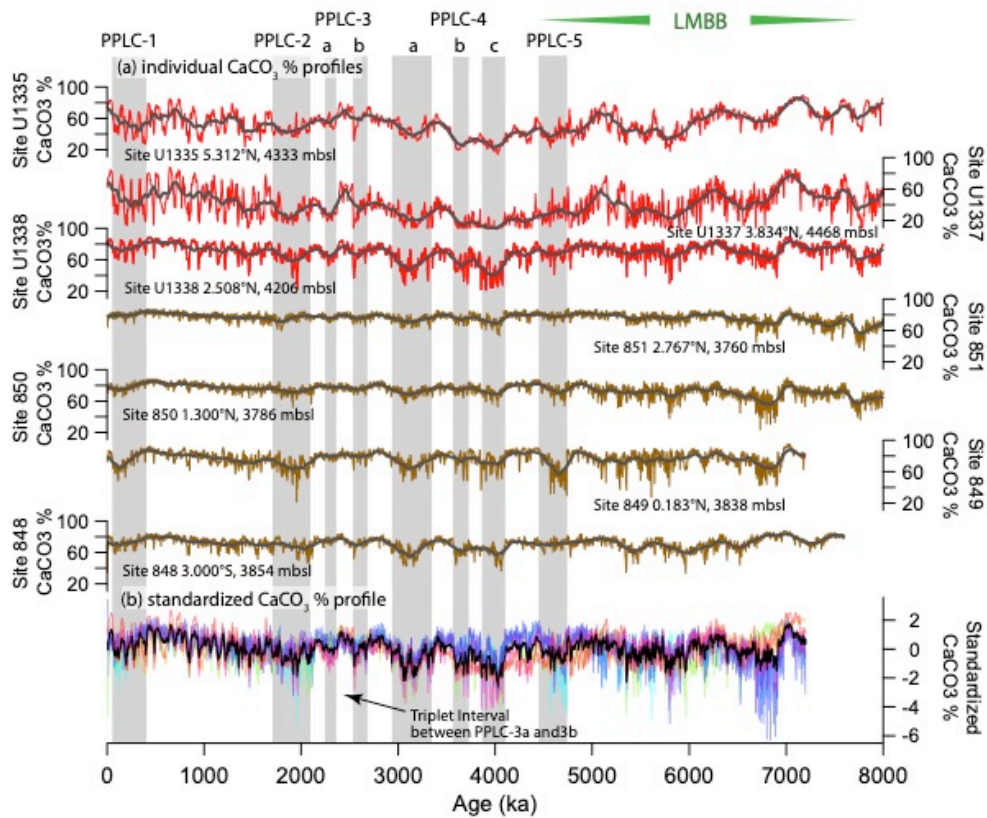 PPLC-3 PPLC-4 LMBB
PPLC-1 PPLC-2 a b a b c PPLC-5
(a) individual CaCO3 % profiles
Site U1335
CaCO3 %
100
60
20
Site U1335 5.312°N, 4333 mbsl
Site U1337
CaCO3 %
100
60
20
Site U1337 3.834°N, 4468 mbsl
Site U1338
CaCO3 %
100
60
20
Site U1338 2.508°N, 4206 mbsl
Site 851
CaCO3 %
100
60
20
Site 851 2.767°N, 3760 mbsl
Site 850
CaCO3 %
100
60
20
Site 850 1.300°N, 3786 mbsl
Site 849
CaCO3 %
100
60
20
Site 849 0.183°N, 3838 mbsl
Site 848
CaCO3 %
100
60
20
Site 848 3.000°S, 3854 mbsl
(b) standardized CaCO3 % profile
Standardized
CaCO3 %
2
0
-2
-4
-6
Triplet Interval
between PPLC-3a and3b
0 1000 2000 3000 4000 5000 6000 7000 8000
Age (ka)